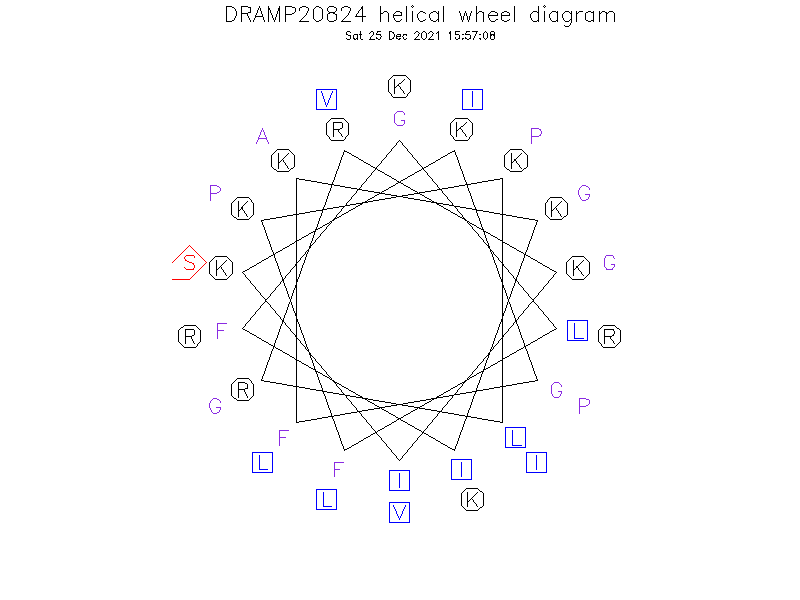 DRAMP20824 helical wheel diagram
Sat 25 Dec 2021 15:57:08
K
V I
G
R K
A P
K K
P G
K K
S K K G
R F L R
R G
G P
F L
L I
F I
I
L K
V